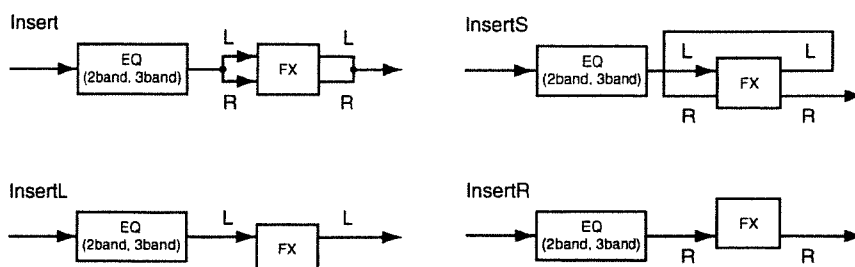 Insert
EQ
(2band, 3band)
L
R
FX
L
R
InsertS
EQ
(2band, 3band)
L
R
FX
L
R
InsertL
EQ
(2band, 3band)
L
FX
L
InsertR
EQ
(2band, 3band)
R
FX
R